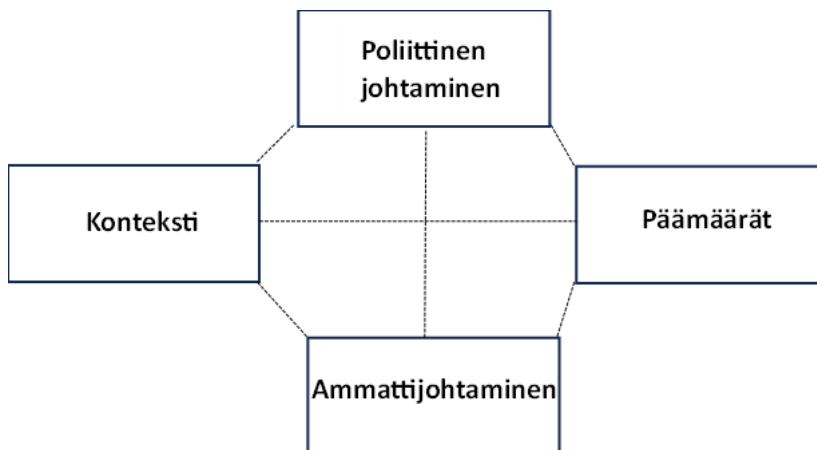 Poliittinen
johtaminen
Konteksti
Päämäärät
Ammattijohtaminen